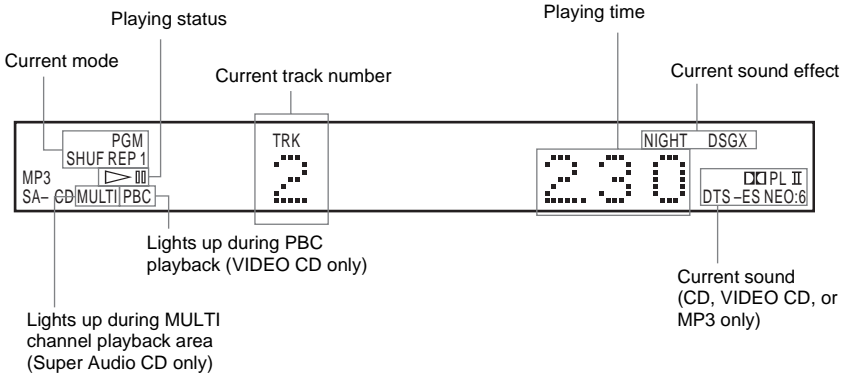 Playing status
Playing time
Current mode
Current track number
Current sound effect
PGM
SHUF REP 1
MP3
SA– CD MULTI PBC
TRK
2
2.30
NIGHT DSGX
PL II
DTS –ES NEO:6
Lights up during PBC
playback (VIDEO CD only)
Lights up during MULTI
channel playback area
(Super Audio CD only)
Current sound
(CD, VIDEO CD, or
MP3 only)